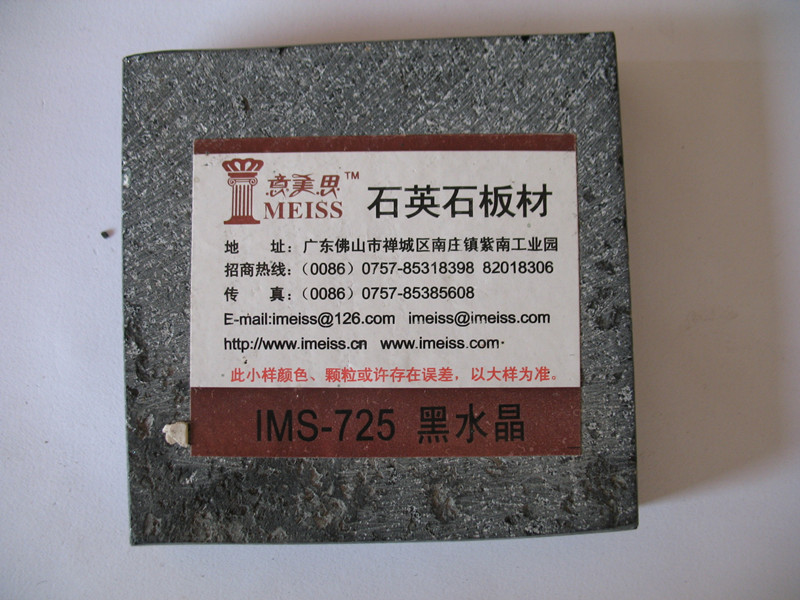 意美思™
IMEISS
石英石板材
地 址：广东佛山市禅城区南庄镇紫南工业园
招商热线：（0086）0757-85318398 82018306
传 真：（0086）0757-85385608
E-mail:imeiss@126.com imeiss@imeiss.com
http://www.imeiss.cn www.imeiss.com
此小样颜色、颗粒或许存在误差，以大样为准。
IMS-725 黑水晶